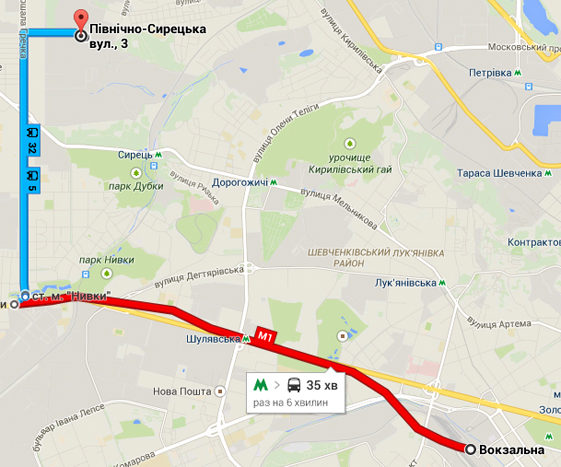 Північно-Сирецька
вул., 3
Московський про
вулиця Кирилівська
Петрівка
32
5
вулиця Олени Теліги
Сирець
урочище
Кирилівський гай
парк Дубки
вулиця Ризька
Дорогожичі
Тараса Шевченка
вулиця Мельникова
парк Нивки
ШЕВЧЕНКІВСЬКИЙ
РАЙОН
ЛУК'ЯНІВКА
Контрактов
вулиця Дегтярівська
Лук'янівська
и
ст. м. "Нивки"
вулиця Артема
Шулявська
M1
35 хв
раз на 6 хвилин
Нова Пошта
бульвар Івана Лепсе
Золо
Вокзальна
Комарова